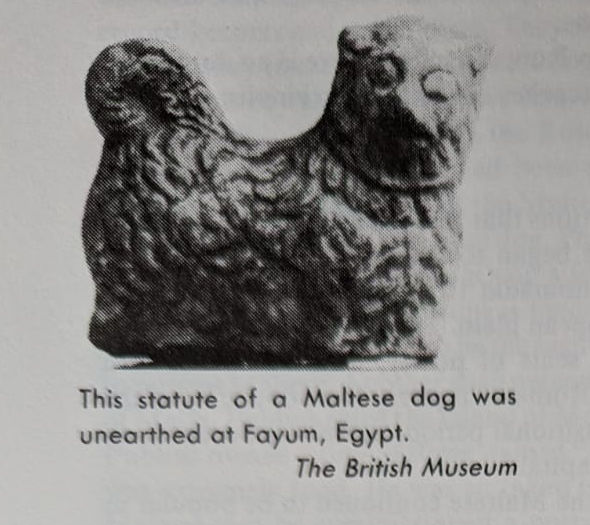 This statute of a Maltese dog was
unearthed at Fayum, Egypt.
The British Museum